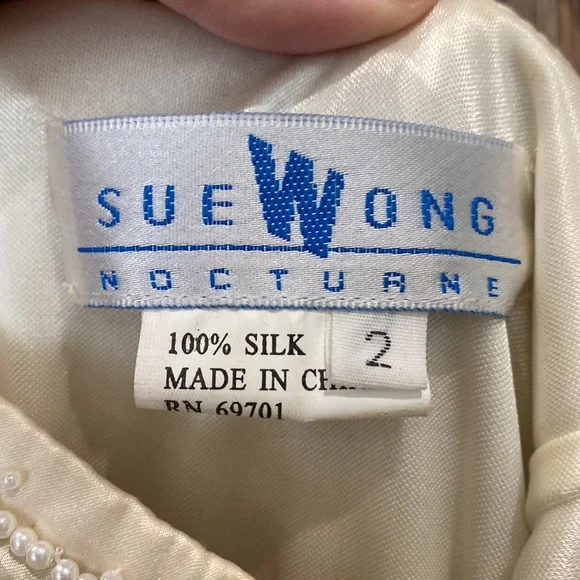 SUE WONG
NOCTURNE
100% SILK
2
MADE IN
RN 69701